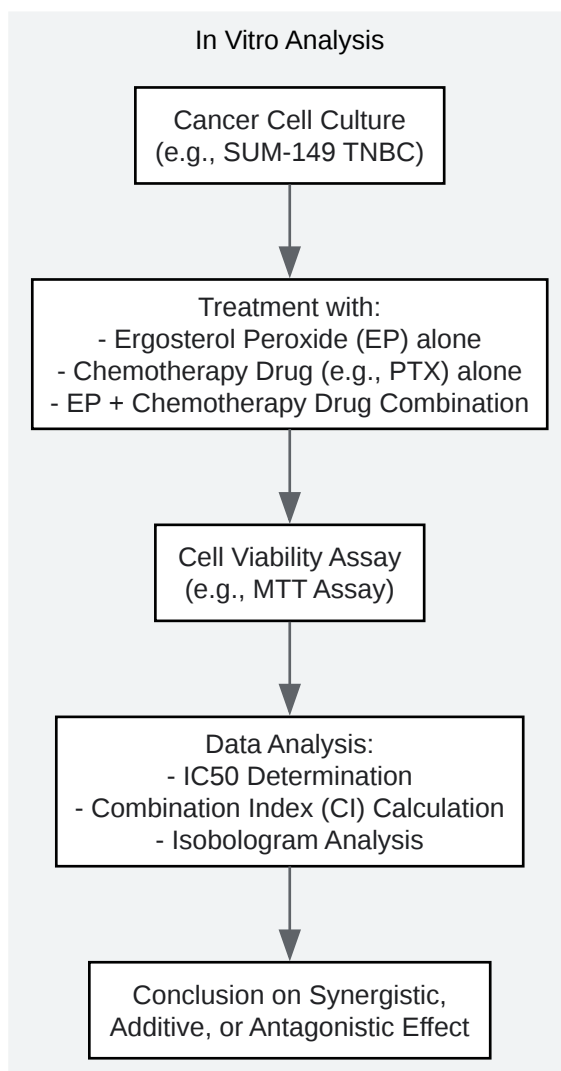 In Vitro Analysis
Cancer Cell Culture
(e.g., SUM-149 TNBC)
Treatment with:
- Ergosterol Peroxide (EP) alone
- Chemotherapy Drug (e.g., PTX) alone
- EP + Chemotherapy Drug Combination
Cell Viability Assay
(e.g., MTT Assay)
Data Analysis:
- IC50 Determination
- Combination Index (CI) Calculation
- Isobologram Analysis
Conclusion on Synergistic,
Additive, or Antagonistic Effect